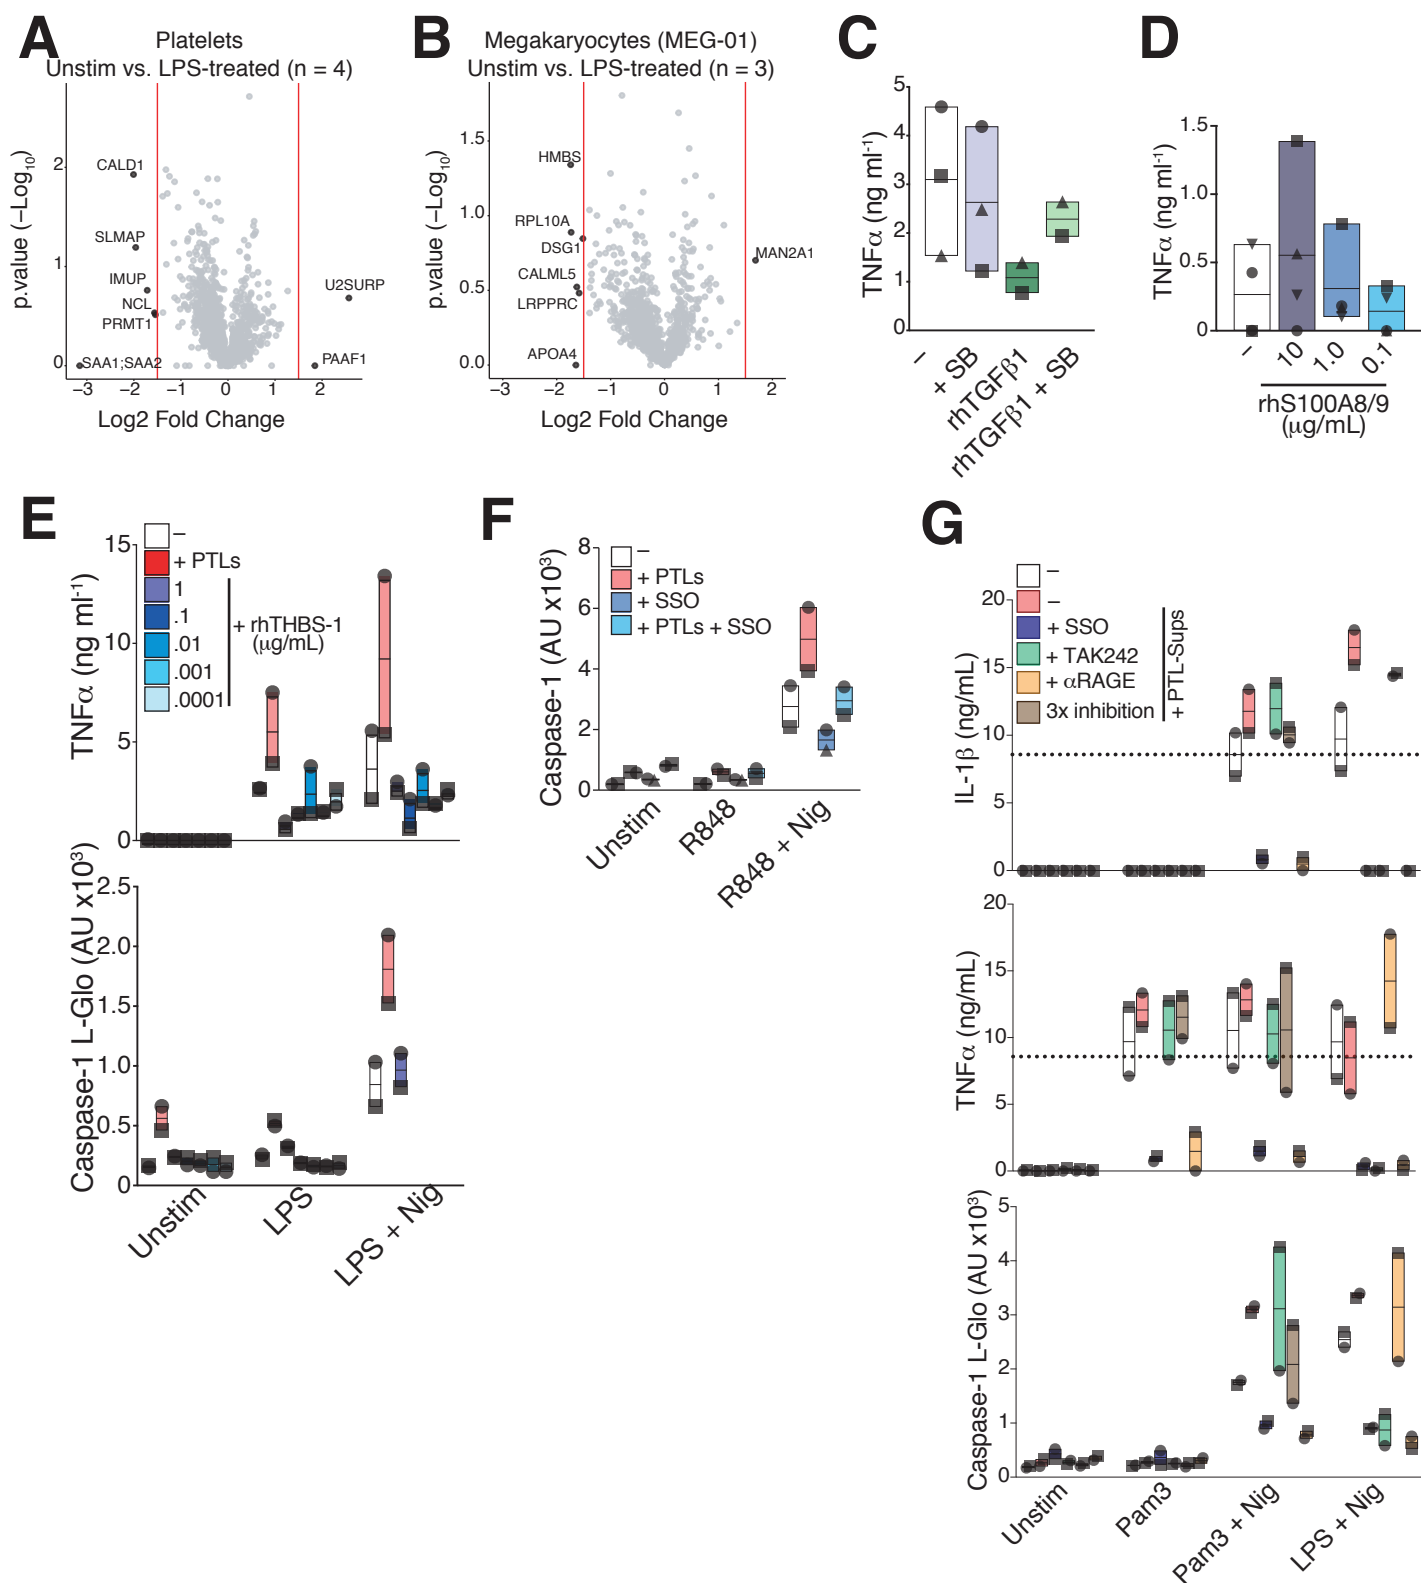 A
Platelets
Unstim vs. LPS-treated (n = 4)
p.value (−Log10)
2
1
0
CALD1
SLMAP
IMUP
NCL
PRMT1
SAA1;SAA2
U2SURP
PAAF1
−3 −2 −1 0 1 2
Log2 Fold Change
B
Megakaryocytes (MEG-01)
Unstim vs. LPS-treated (n = 3)
p.value (−Log10)
1.5
1.0
0.5
0.0
HMBS
RPL10A
DSG1
CALML5
LRPPRC
APOA4
MAN2A1
−3 −2 −1 0 1 2
Log2 Fold Change
C
TNFα (ng ml-1)
5
4
3
2
1
0
−
+ SB
rhTGFβ1
rhTGFβ1 + SB
D
TNFα (ng ml-1)
1.5
1.0
0.5
0
− 10 1.0 0.1
rhS100A8/9
(μg/mL)
E
−
+ PTLs
1
.1
.01
.001
.0001
+ rhTHBS-1
(μg/mL)
TNFα (ng ml-1)
15
10
5
0
Caspase-1 L-Glo (AU x10³)
2.5
2.0
1.5
1.0
0.5
0
Unstim
LPS
LPS + Nig
F
−
+ PTLs
+ SSO
+ PTLs + SSO
Caspase-1 (AU x10³)
8
6
4
2
0
Unstim
R848
R848 + Nig
G
−
−
+ SSO
+ TAK242
+ αRAGE
3x inhibition
+ PTL-Sups
IL-1β (ng/mL)
20
15
10
5
0
TNFα (ng/mL)
20
15
10
5
0
Caspase-1 L-Glo (AU x10³)
5
4
3
2
1
0
Unstim
Pam3
Pam3 + Nig
LPS + Nig